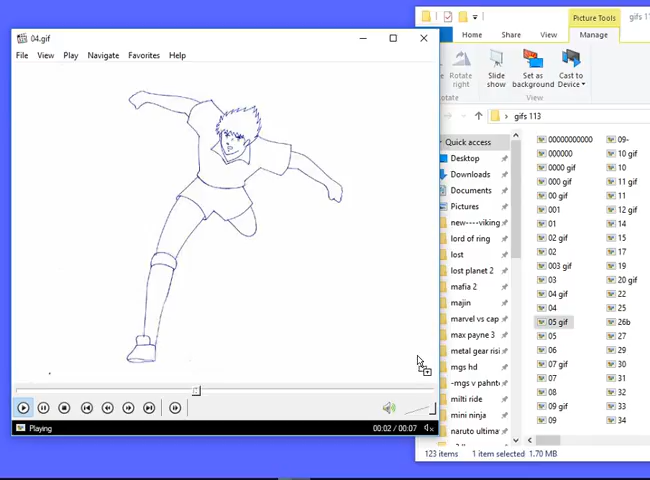 04.gif
File View Play Navigate Favorites Help
Playing
00:02 / 00:07
Picture Tools
gifs 11
Home Share View Manage
Rotate right
Slide show
Set as background
Cast to Device
View
gifs 113
Quick access
Desktop
Downloads
Documents
Pictures
new----viking
lord of ring
lost
lost planet 2
mafia 2
majin
marvel vs cap
max payne 3
metal gear risi
mgs hd
-mgs v pahnt
milti ride
mini ninja
naruto ultima
00000000000
000000
0000 gif
000 gif
00 gif
001
01
02 gif
02
003 gif
03
04 gif
04
05 gif
05
06
07 gif
07
08
09 gif
09
09-
10 gif
10
11 gif
11
12 gif
14
15
17
19
20 gif
22
25
26b
27
29
30
31
32
33
34
123 items 1 item selected 1.70 MB